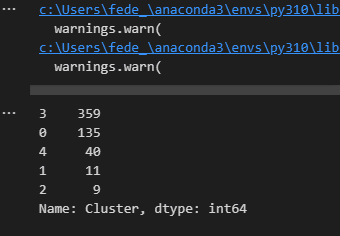 ...
c:\Users\fede_\anaconda3\envs\py310\lib
warnings.warn(
c:\Users\fede_\anaconda3\envs\py310\lib
warnings.warn(
...
3 359
0 135
4 40
1 11
2 9
Name: Cluster, dtype: int64